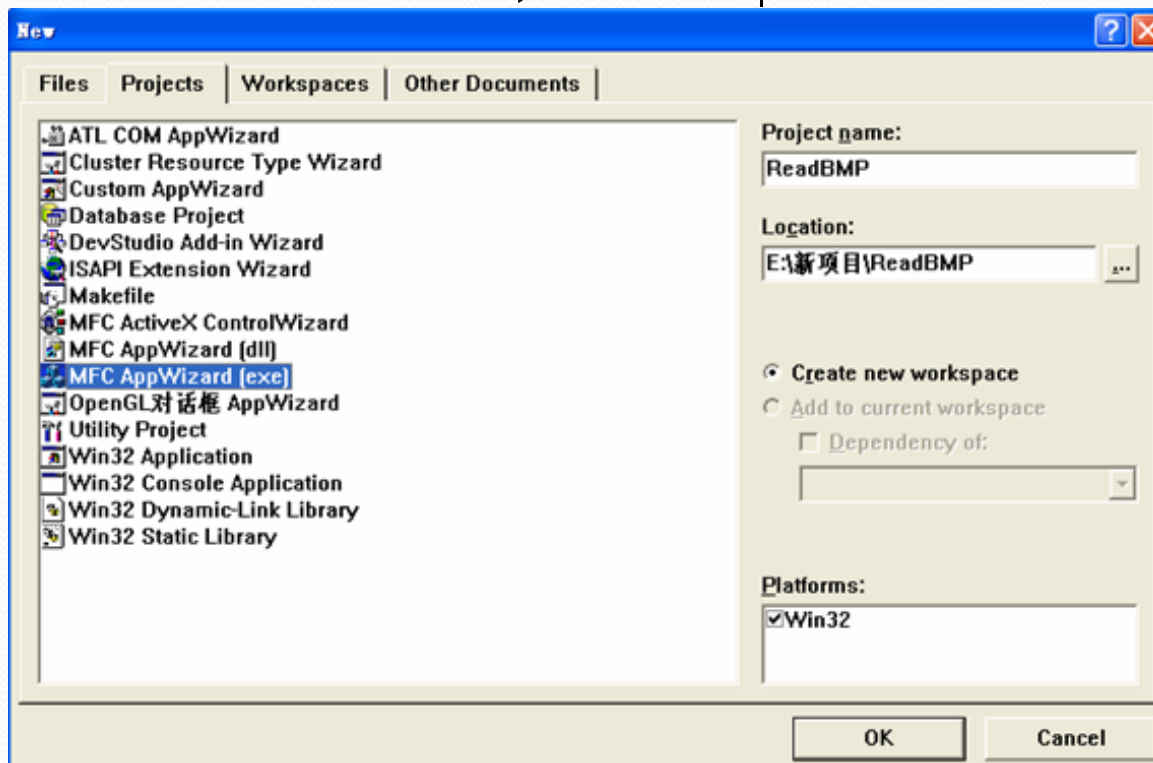 New
Files Projects Workspaces Other Documents
ATL COM AppWizard
Cluster Resource Type Wizard
Custom AppWizard
Database Project
DevStudio Add-in Wizard
ISAPI Extension Wizard
Makefile
MFC ActiveX ControlWizard
MFC AppWizard (dll)
MFC AppWizard (exe)
OpenGL对话框 AppWizard
Utility Project
Win32 Application
Win32 Console Application
Win32 Dynamic-Link Library
Win32 Static Library
Project name:
ReadBMP
Location:
E:\新项目\ReadBMP
...
Create new workspace
Add to current workspace
Dependency of:
Platforms:
Win32
OK Cancel